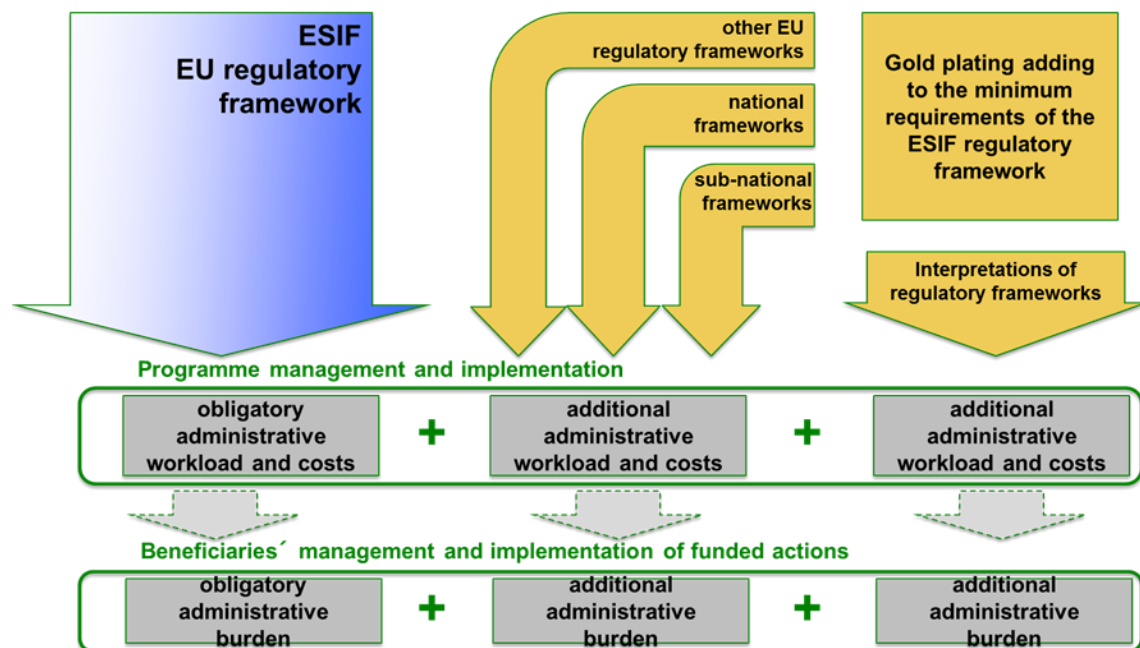 ESIF
EU regulatory
framework
other EU
regulatory frameworks
national
frameworks
sub-national
frameworks
Gold plating adding
to the minimum
requirements of the
ESIF regulatory
framework
Interpretations of
regulatory frameworks
Programme management and implementation
obligatory
administrative
workload and costs
+
additional
administrative
workload and costs
+
additional
administrative
workload and costs
Beneficiaries´ management and implementation of funded actions
obligatory
administrative
burden
+
additional
administrative
burden
+
additional
administrative
burden